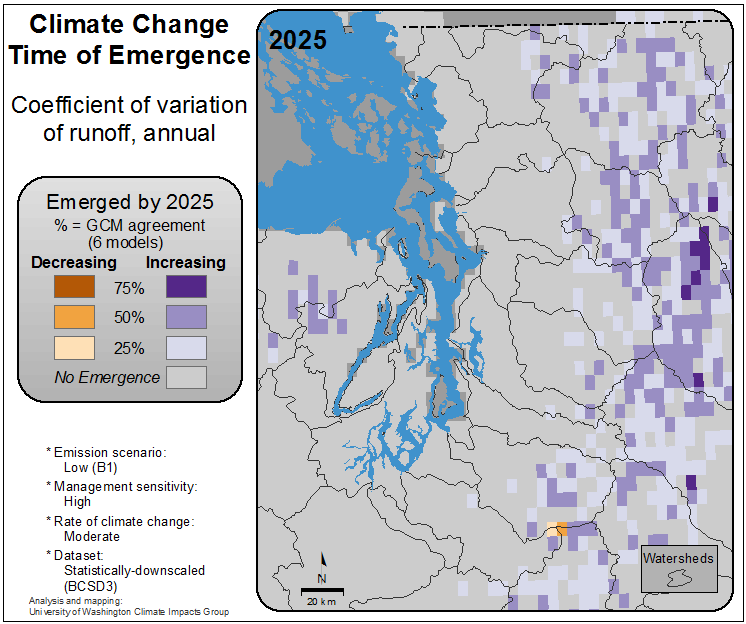 Climate Change
Time of Emergence
Coefficient of variation
of runoff, annual
Emerged by 2025
% = GCM agreement
(6 models)
Decreasing Increasing
75%
50%
25%
No Emergence
* Emission scenario:
Low (B1)
* Management sensitivity:
High
* Rate of climate change:
Moderate
* Dataset:
Statistically-downscaled
(BCSD3)
Analysis and mapping:
University of Washington Climate Impacts Group
2025
N
20 km
Watersheds